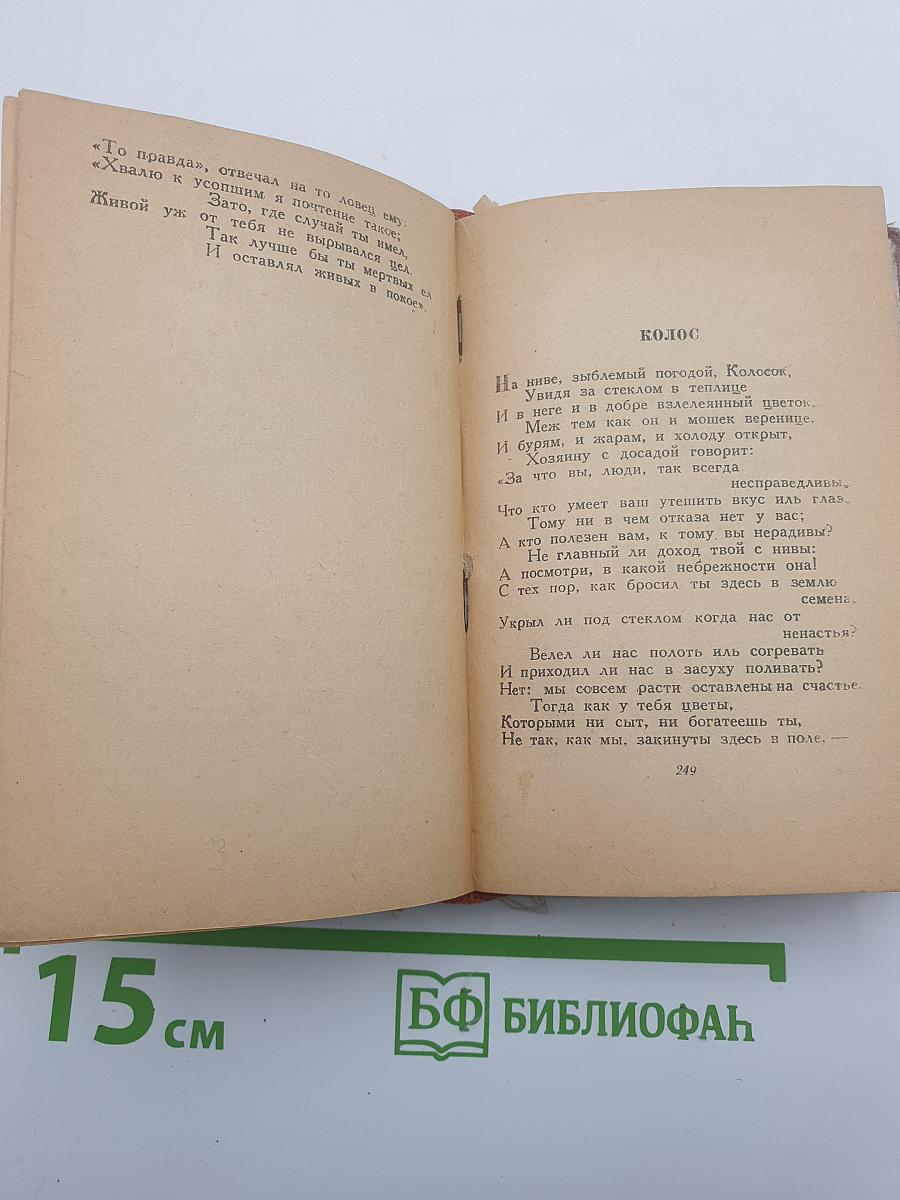 «То правда», отвечал на то ловец ему:
«Хвалю к усопшим я почтение такое;
Зато, где случай ты имел,
Живой уж от тебя не вырывался цел.
Так лучше бы ты мертвых ел
И оставлял живых в покое».
КОЛОС
На ниве, зыблемый погодой, Колосок,
Увидя за стеклом в теплице
И в неге и в добре взлелеянный цветок,
Меж тем как он и мошек веренице,
И бурям, и жарам, и холоду открыт,
Хозяину с досадой говорит:
«За что вы, люди, так всегда
несправедливы,
Что кто умеет ваш утешить вкус иль глаз,
Тому ни в чем отказа нет у вас;
А кто полезен вам, к тому вы нерадивы?
Не главный ли доход твой с нивы:
А посмотри, в какой небрежности она!
С тех пор, как бросил ты здесь в землю
семена,
Укрыл ли под стеклом когда нас от
ненастья?
Велел ли нас полоть иль согревать
И приходил ли нас в засуху поливать?
Нет: мы совсем расти оставлены на счастье,
Тогда как у тебя цветы,
Которыми ни сыт, ни богатеешь ты,
Не так, как мы, закинуты здесь в поле, —
249
15 см
БФ БИБЛИОФАН